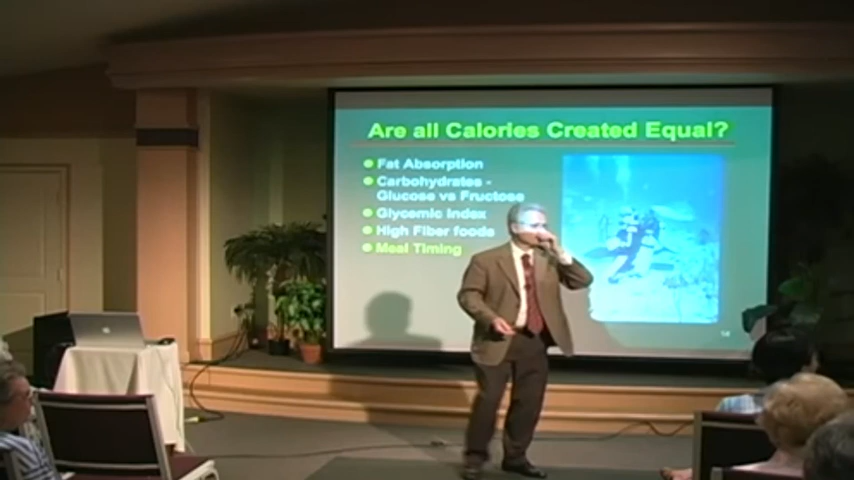 Are all Calories Created Equal?
Fat Absorption
Carbohydrates -
Glucose vs Fructose
Glycemic Index
High Fiber foods
Meal Timing